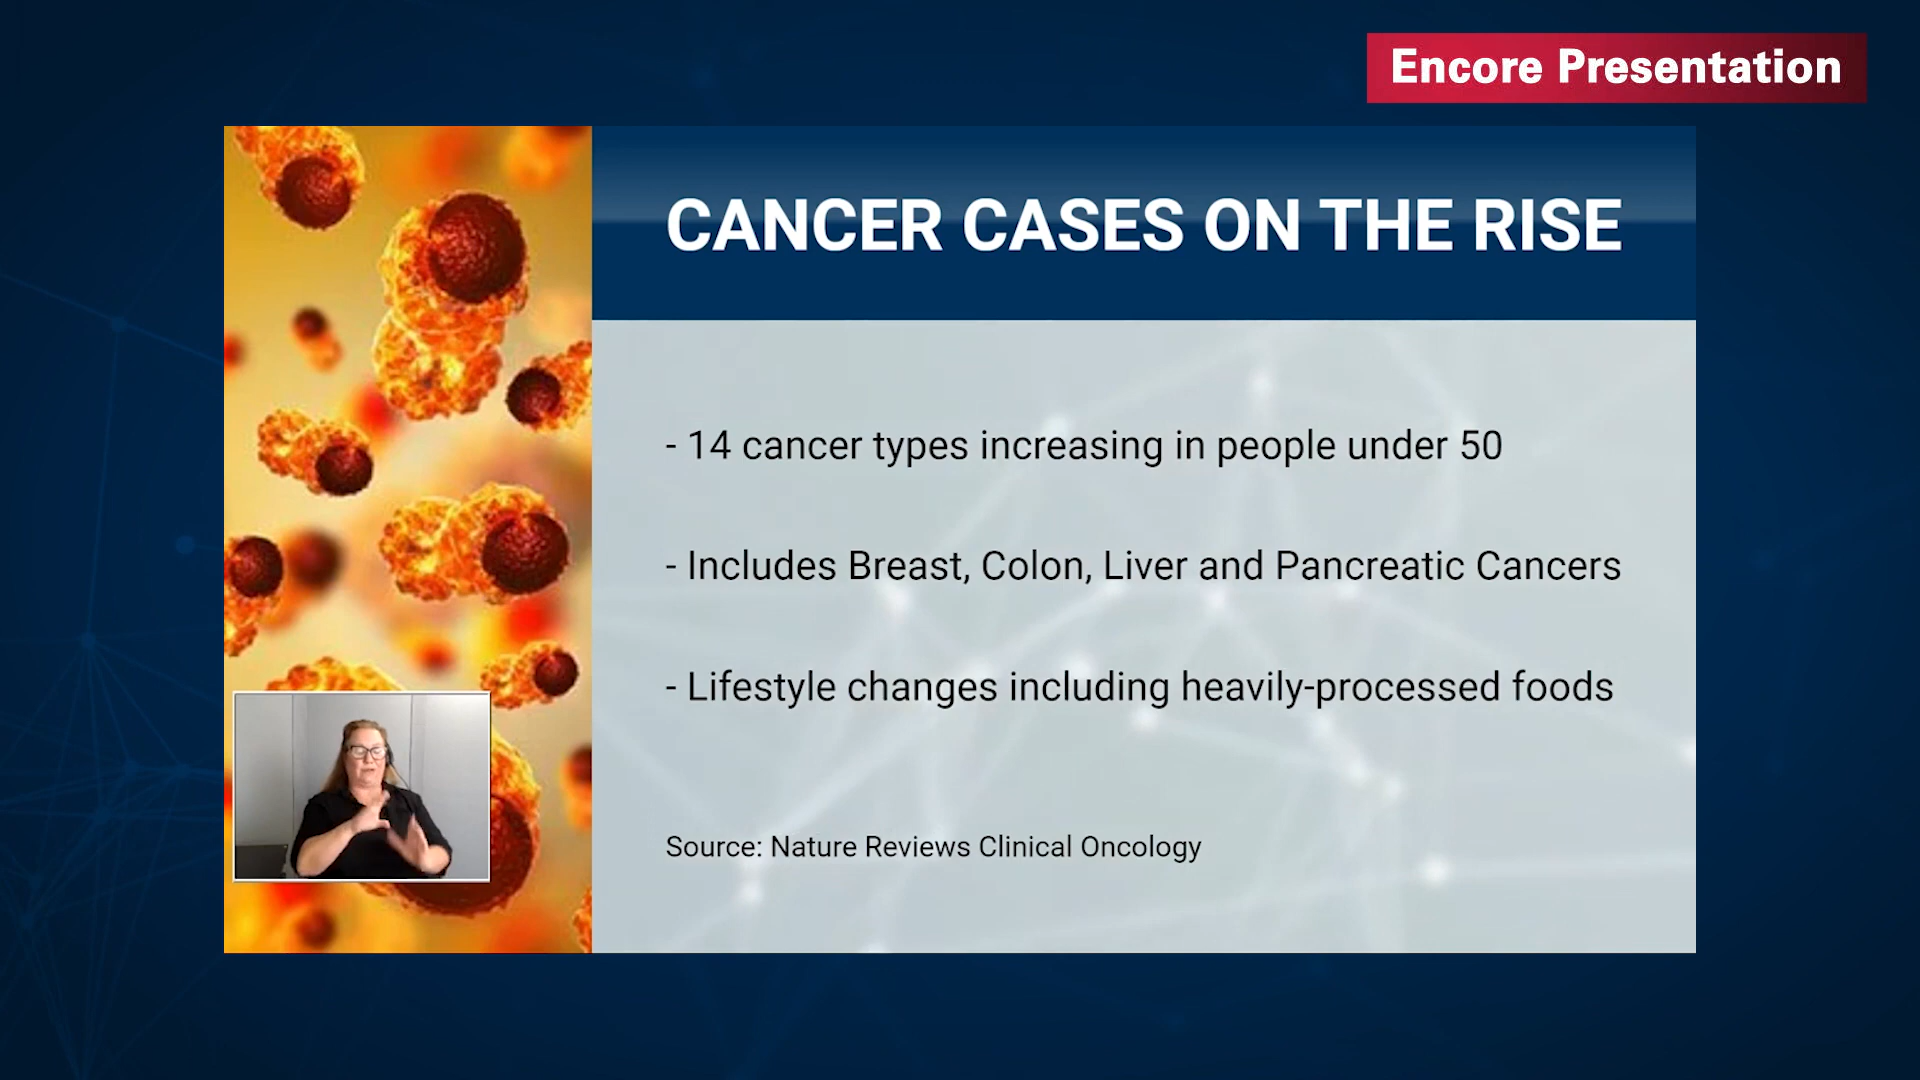 Encore Presentation
CANCER CASES ON THE RISE
- 14 cancer types increasing in people under 50
- Includes Breast, Colon, Liver and Pancreatic Cancers
- Lifestyle changes including heavily-processed foods
Source: Nature Reviews Clinical Oncology